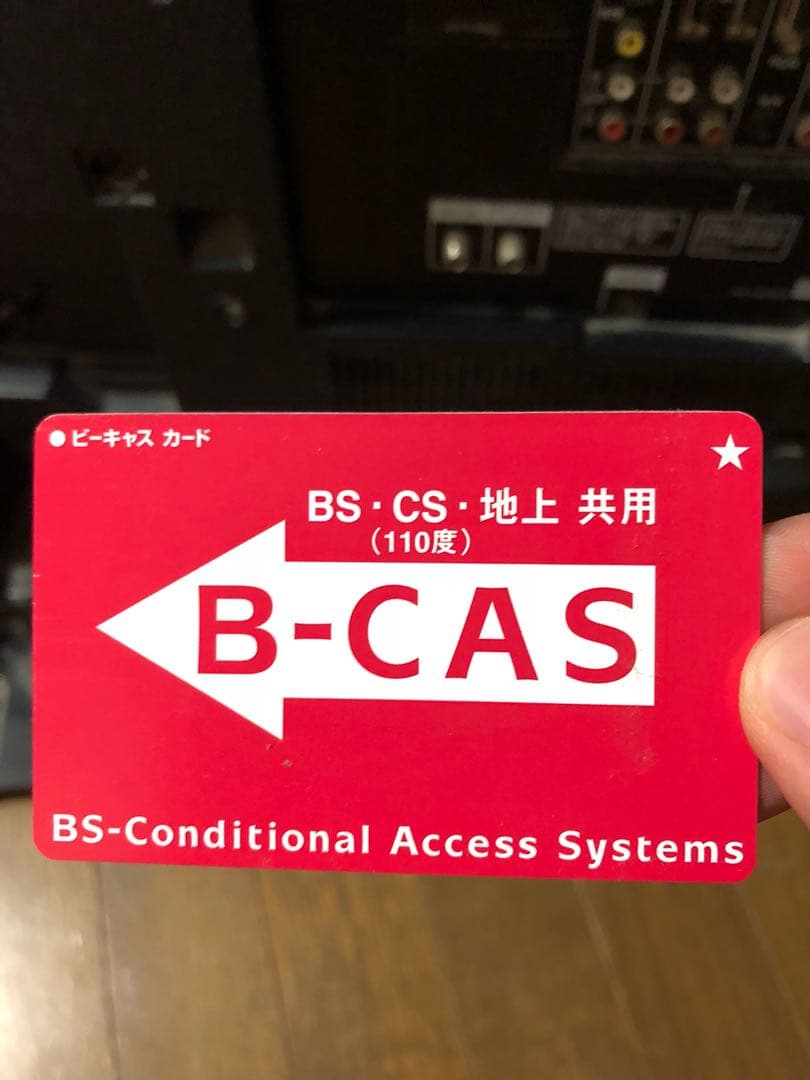 ●ビーキャス カード
★
BS・CS・地上 共用
(110度)
B-CAS
BS-Conditional Access Systems